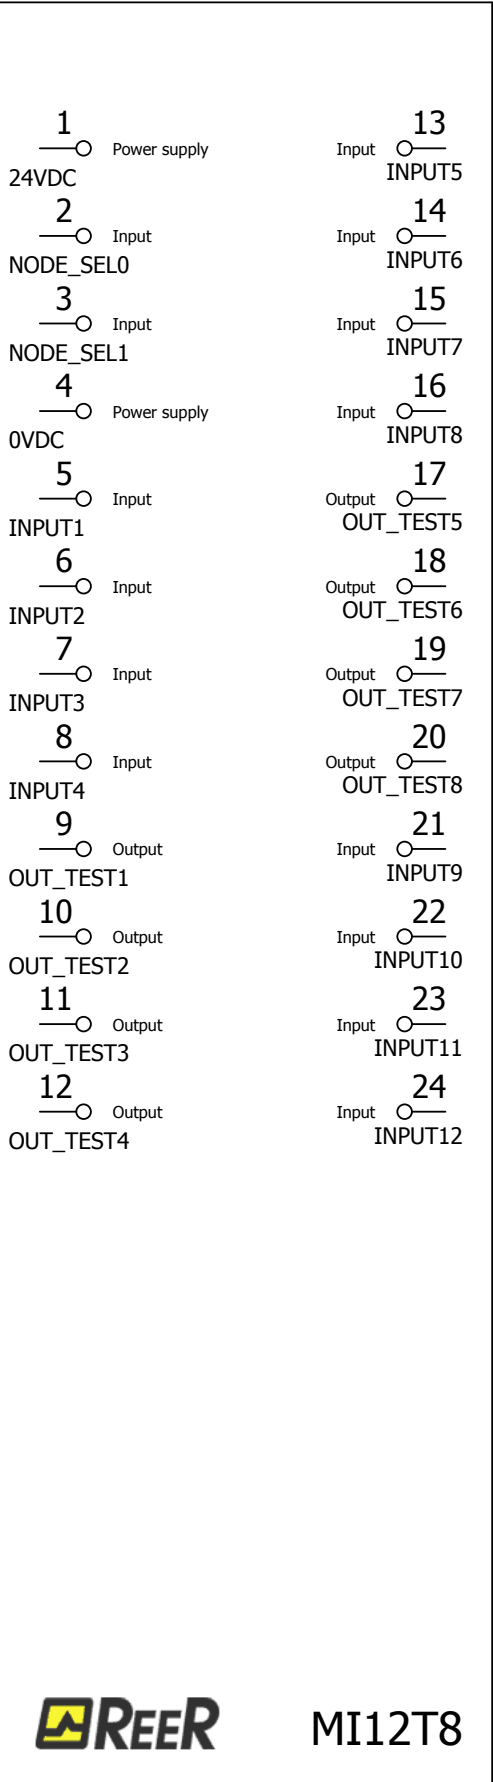 1
Power supply
24VDC
2
Input
NODE_SEL0
3
Input
NODE_SEL1
4
Power supply
0VDC
5
Input
INPUT1
6
Input
INPUT2
7
Input
INPUT3
8
Input
INPUT4
9
Output
OUT_TEST1
10
Output
OUT_TEST2
11
Output
OUT_TEST3
12
Output
OUT_TEST4
13
Input
INPUT5
14
Input
INPUT6
15
Input
INPUT7
16
Input
INPUT8
17
Output
OUT_TEST5
18
Output
OUT_TEST6
19
Output
OUT_TEST7
20
Output
OUT_TEST8
21
Input
INPUT9
22
Input
INPUT10
23
Input
INPUT11
24
Input
INPUT12
REER
MI12T8